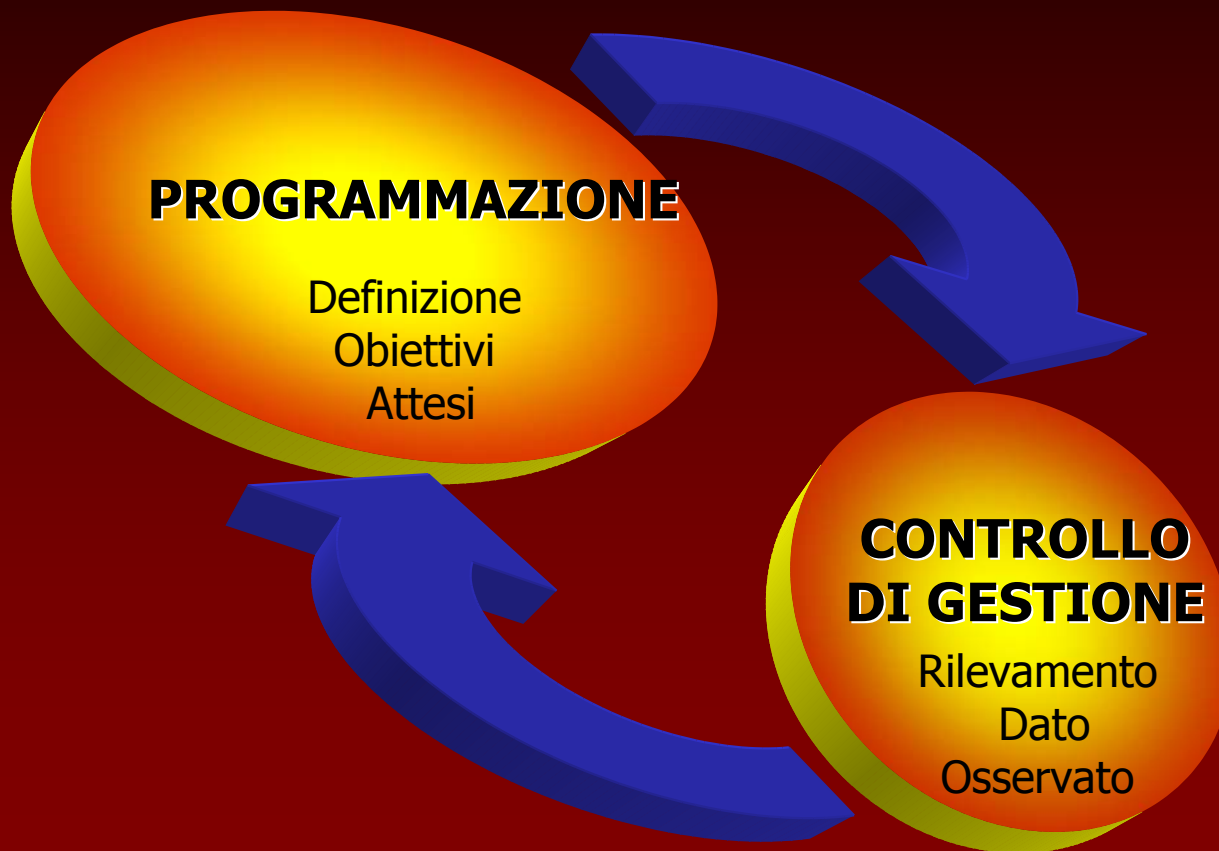 PROGRAMMAZIONE
Definizione
Obiettivi
Attesi
CONTROLLO
DI GESTIONE
Rilevamento
Dato
Osservato